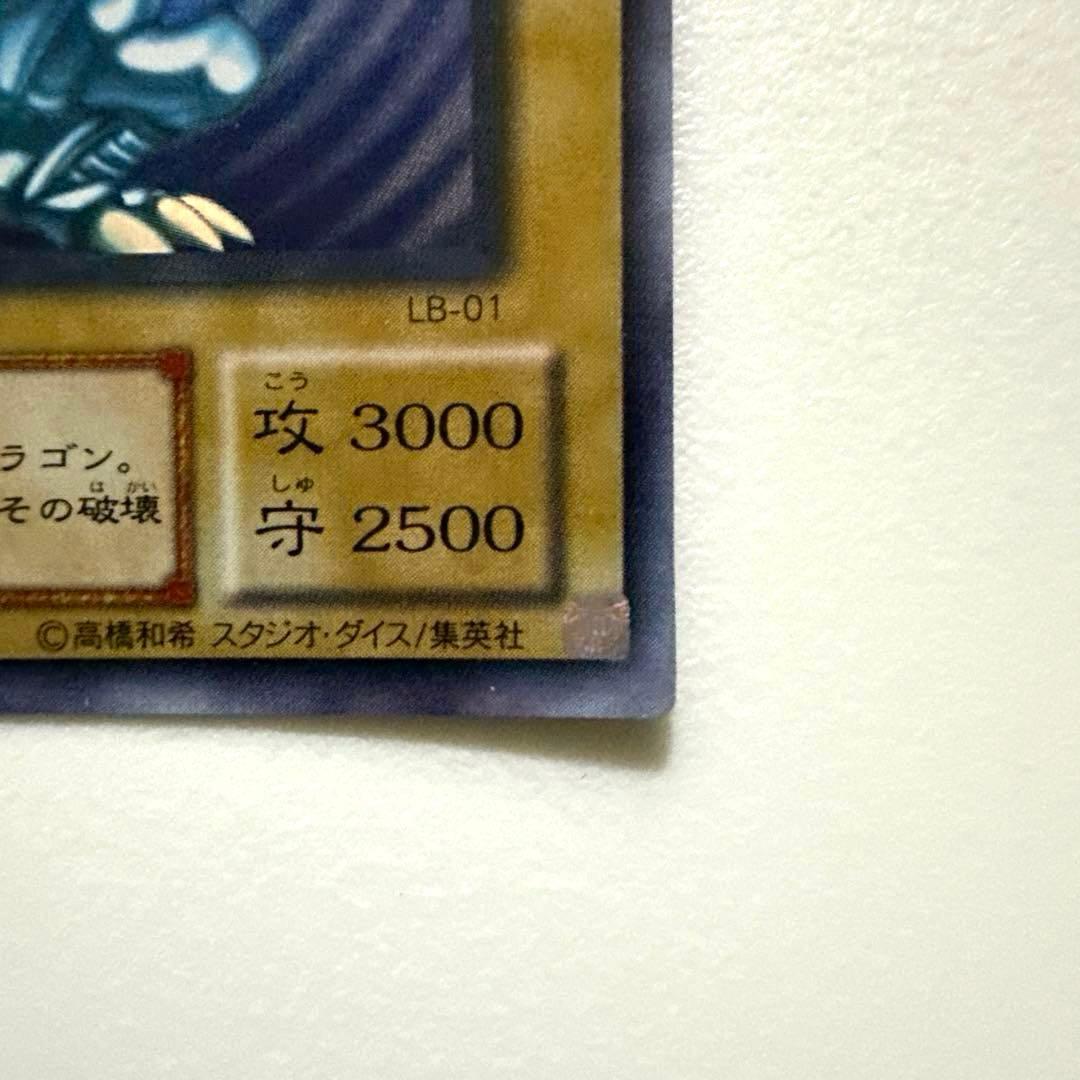 LB-01
こう
攻 3000
しゅ
守 2500
ラゴン。
は かい
その破壊
©高橋和希 スタジオ・ダイス/集英社